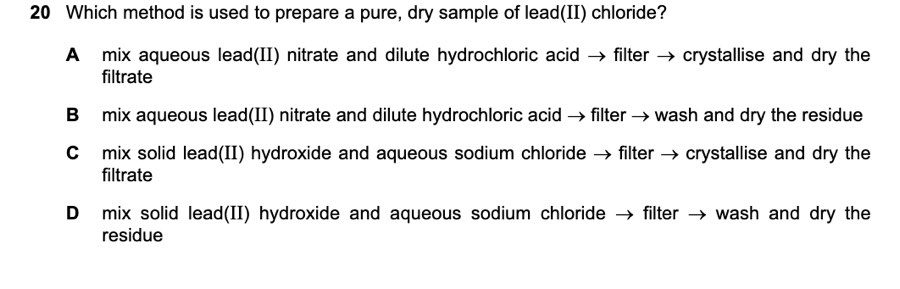 20 Which method is used to prepare a pure, dry sample of lead(II) chloride?
A mix aqueous lead(II) nitrate and dilute hydrochloric acid → filter → crystallise and dry the
filtrate
B mix aqueous lead(II) nitrate and dilute hydrochloric acid → filter → wash and dry the residue
C mix solid lead(II) hydroxide and aqueous sodium chloride → filter → crystallise and dry the
filtrate
D mix solid lead(II) hydroxide and aqueous sodium chloride → filter → wash and dry the
residue